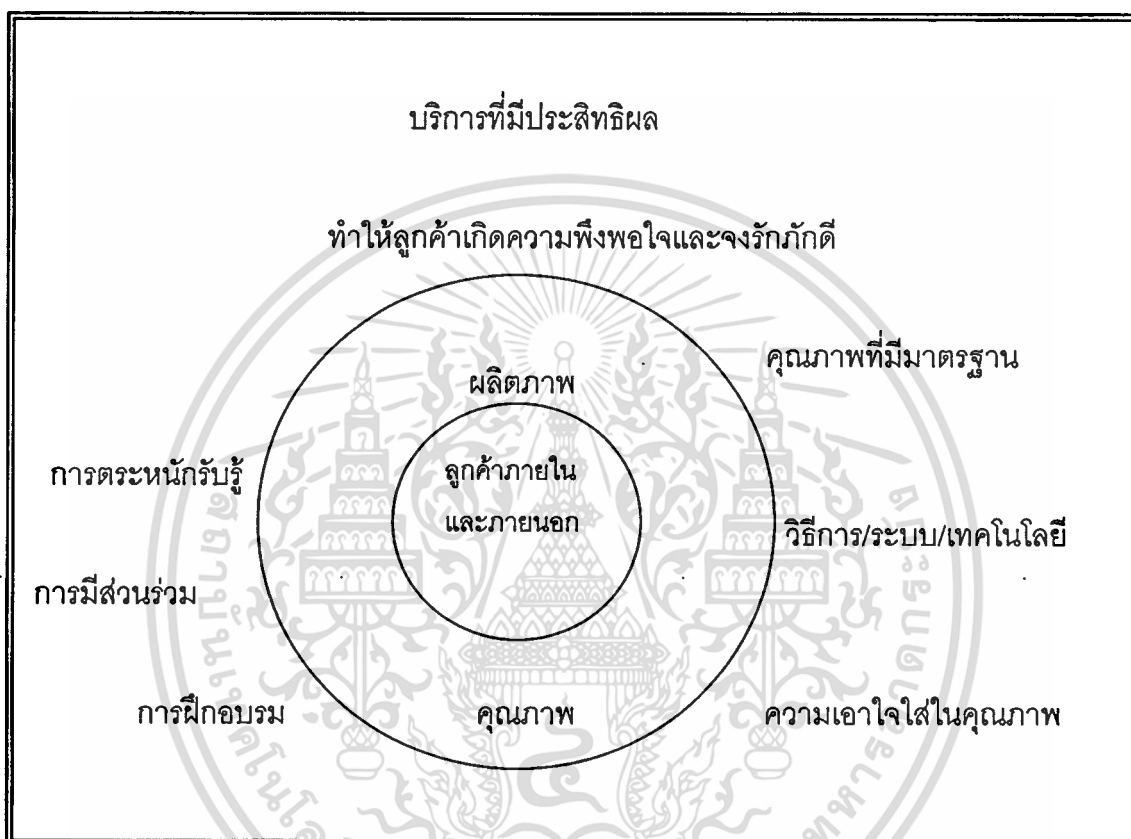 บริการที่มีประสิทธิผล
ทำให้ลูกค้าเกิดความพึงพอใจและจงรักภักดี
คุณภาพที่มีมาตรฐาน
ผลิตภาพ
การตระหนักรับรู้
ลูกค้าภายใน
และภายนอก
วิธีการ/ระบบ/เทคโนโลยี
การมีส่วนร่วม
การฝึกอบรม
คุณภาพ
ความเอาใจใส่ในคุณภาพ